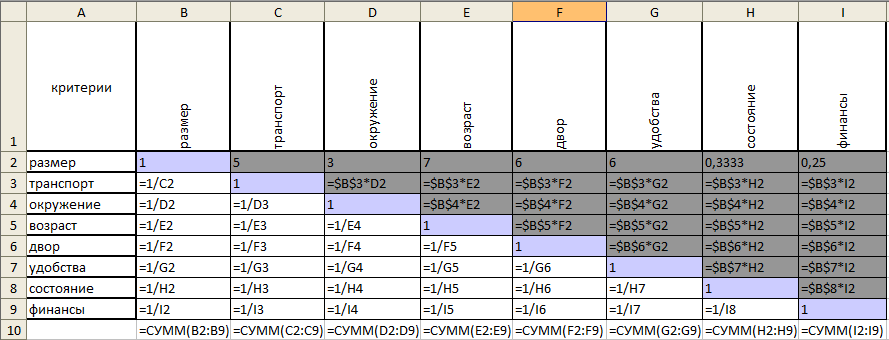 A B C D E F G H I
1 критерии размер транспорт окружение возраст двор удобства состояние финансы
2 размер 1 5 3 7 6 6 0,3333 0,25
3 транспорт =1/C2 1 =$B$3*D2 =$B$3*E2 =$B$3*F2 =$B$3*G2 =$B$3*H2 =$B$3*I2
4 окружение =1/D2 =1/D3 1 =$B$4*E2 =$B$4*F2 =$B$4*G2 =$B$4*H2 =$B$4*I2
5 возраст =1/E2 =1/E3 =1/E4 1 =$B$5*F2 =$B$5*G2 =$B$5*H2 =$B$5*I2
6 двор =1/F2 =1/F3 =1/F4 =1/F5 1 =$B$6*G2 =$B$6*H2 =$B$6*I2
7 удобства =1/G2 =1/G3 =1/G4 =1/G5 =1/G6 1 =$B$7*H2 =$B$7*I2
8 состояние =1/H2 =1/H3 =1/H4 =1/H5 =1/H6 =1/H7 1 =$B$8*I2
9 финансы =1/I2 =1/I3 =1/I4 =1/I5 =1/I6 =1/I7 =1/I8 1
10 =СУММ(B2:B9) =СУММ(C2:C9) =СУММ(D2:D9) =СУММ(E2:E9) =СУММ(F2:F9) =СУММ(G2:G9) =СУММ(H2:H9) =СУММ(I2:I9)